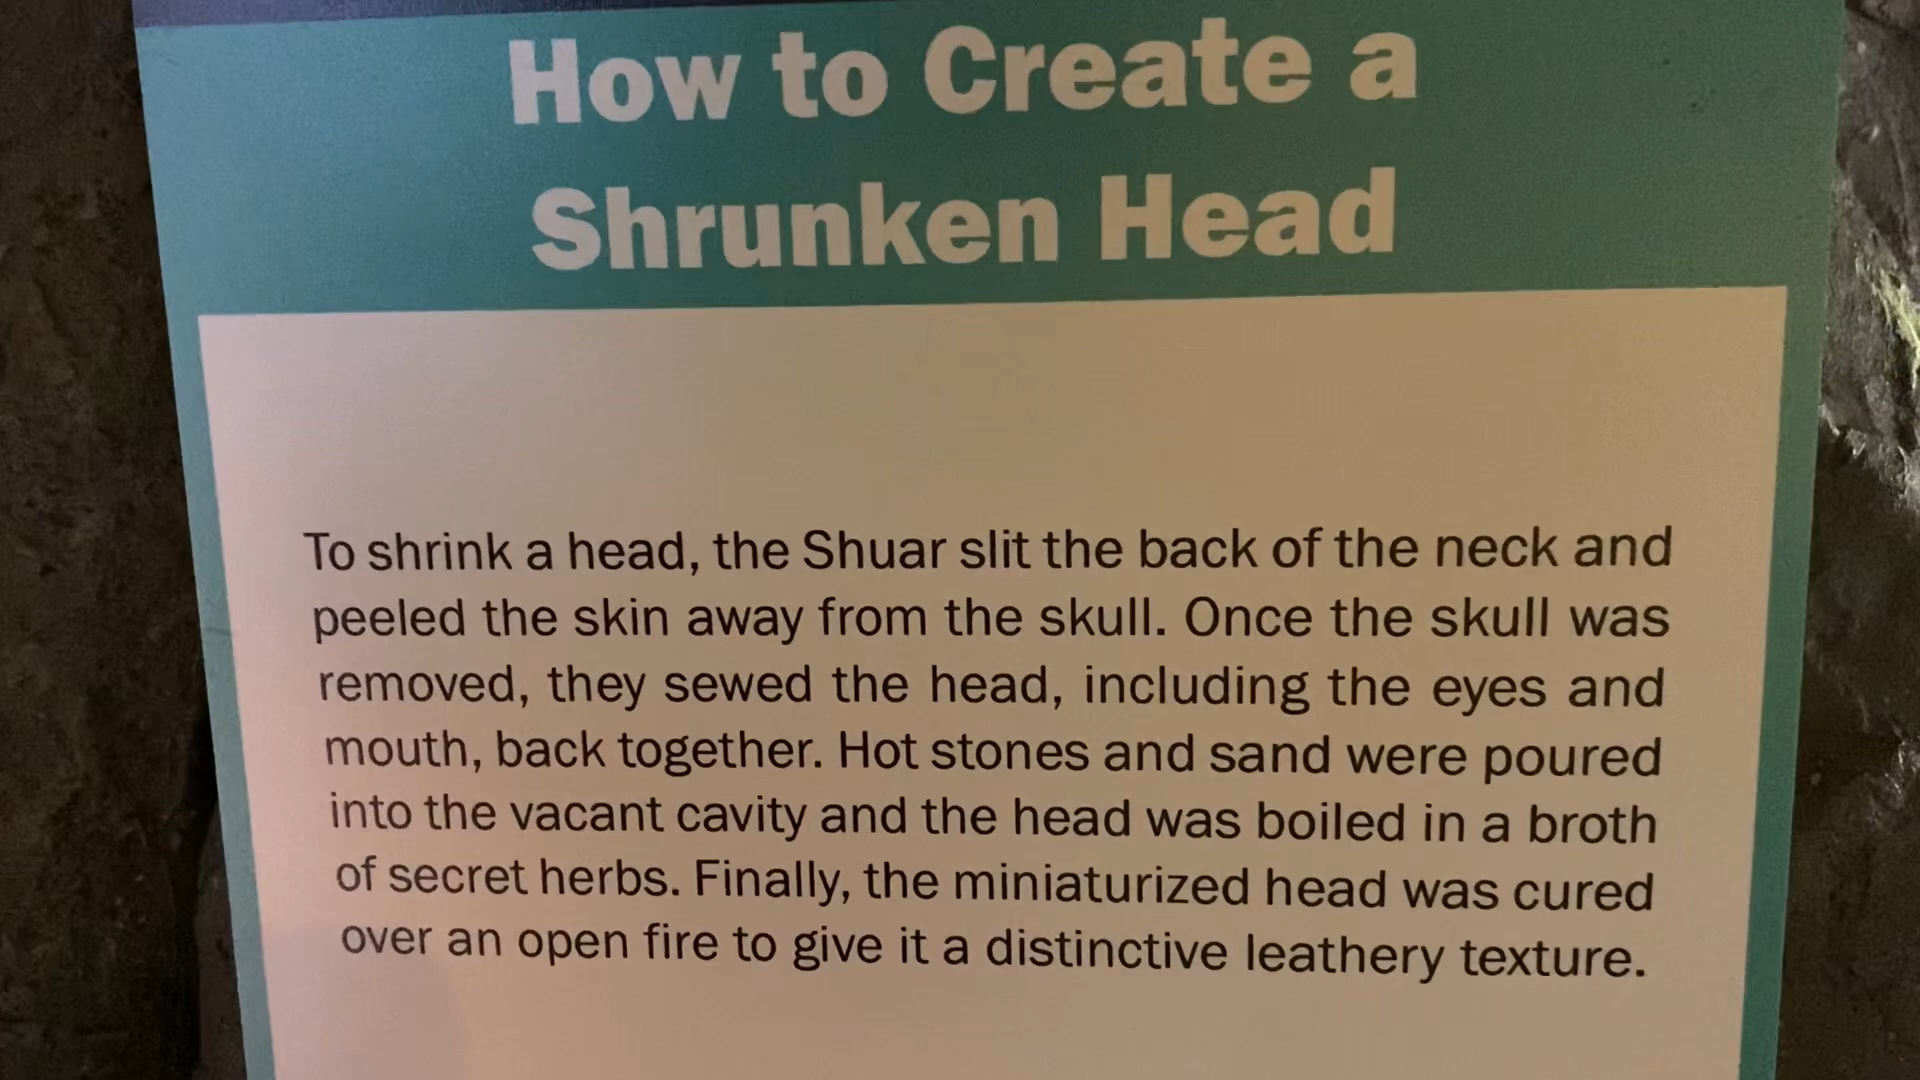 How to Create a
Shrunken Head
To shrink a head, the Shuar slit the back of the neck and
peeled the skin away from the skull. Once the skull was
removed, they sewed the head, including the eyes and
mouth, back together. Hot stones and sand were poured
into the vacant cavity and the head was boiled in a broth
of secret herbs. Finally, the miniaturized head was cured
over an open fire to give it a distinctive leathery texture.